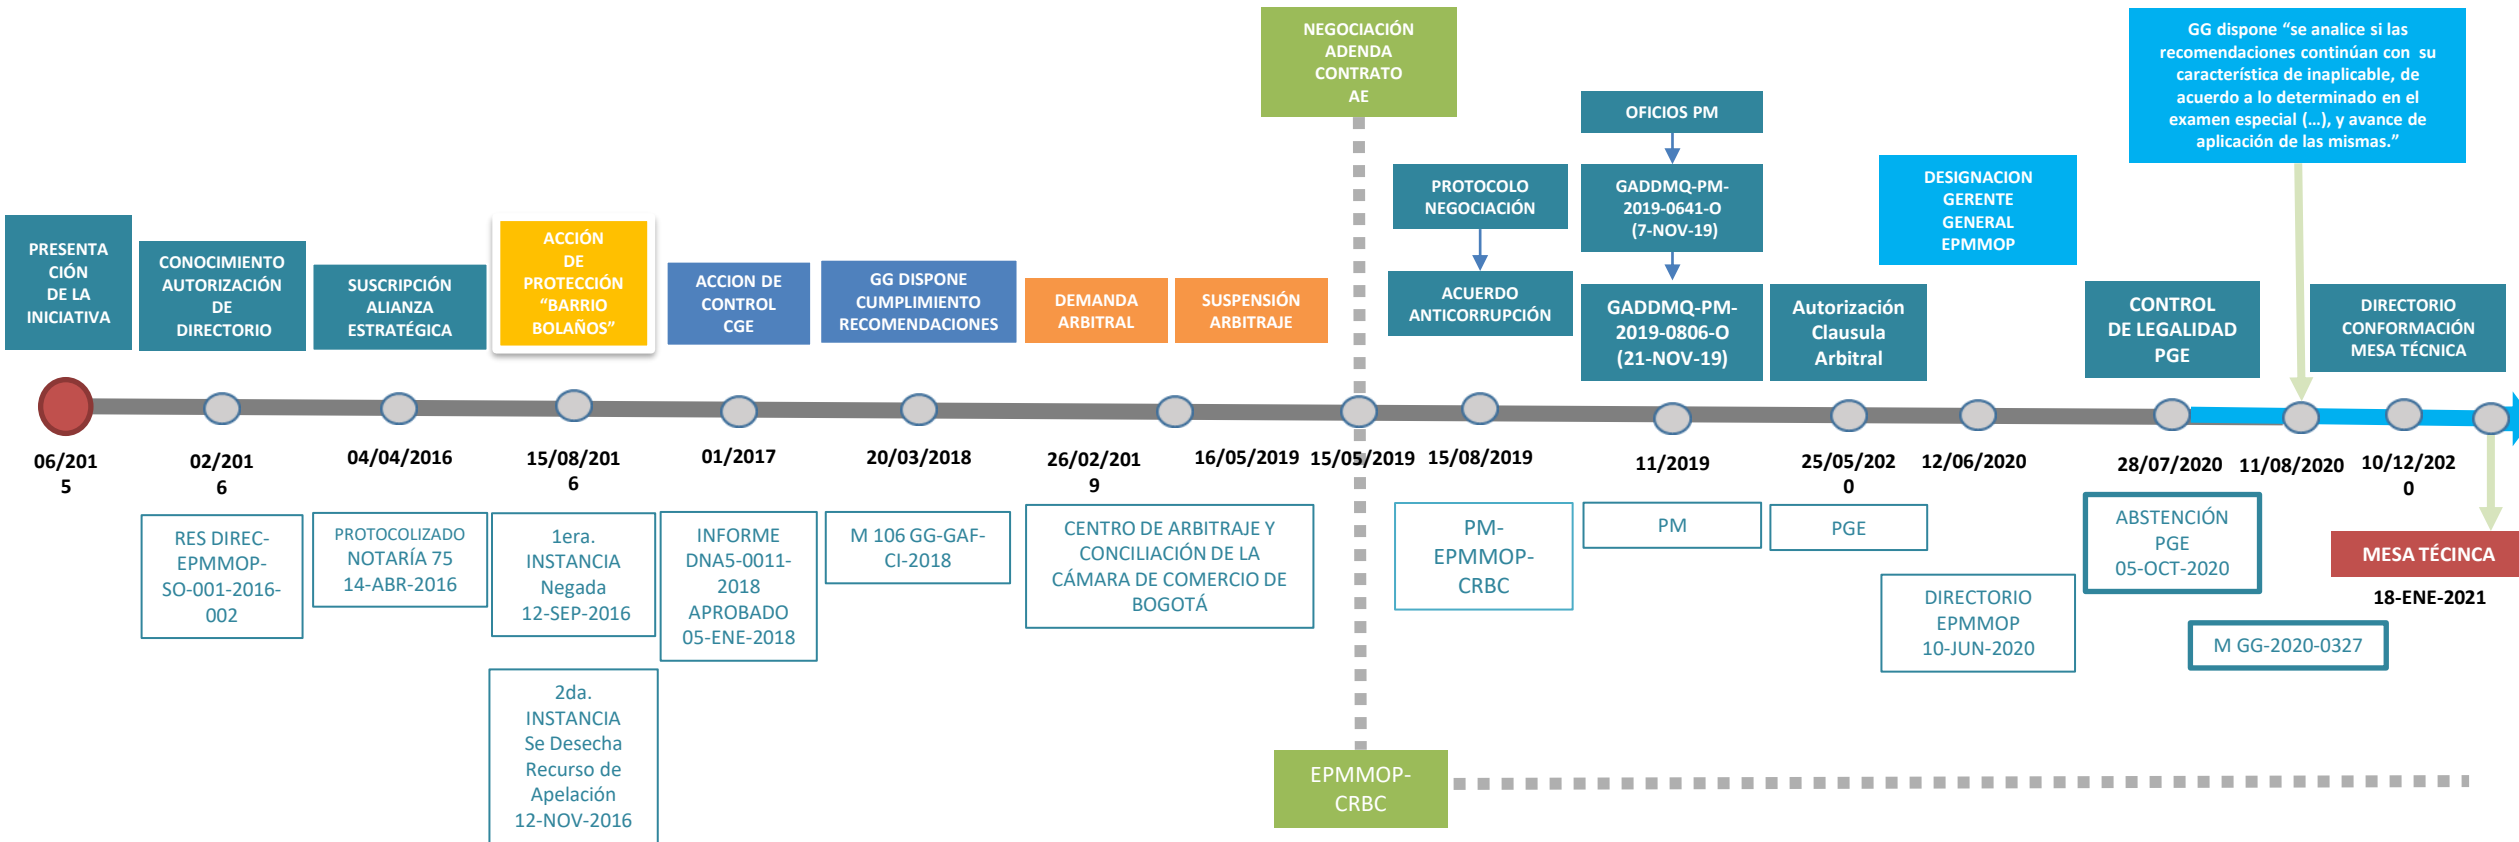 NEGOCIACIÓN
ADENDA
CONTRATO
AE
GG dispone “se analice si las
recomendaciones continúan con su
característica de inaplicable, de
acuerdo a lo determinado en el
examen especial (...), y avance de
aplicación de las mismas.”
OFICIOS PM
PROTOCOLO
NEGOCIACIÓN
GADDMQ-PM-
2019-0641-O
(7-NOV-19)
DESIGNACION
GERENTE
GENERAL
EPMMOP
PRESENTA
CIÓN
DE LA
INICIATIVA
CONOCIMIENTO
AUTORIZACIÓN
DE
DIRECTORIO
SUSCRIPCIÓN
ALIANZA
ESTRATÉGICA
ACCIÓN
DE
PROTECCIÓN
“BARRIO
BOLAÑOS”
ACCION DE
CONTROL
CGE
GG DISPONE
CUMPLIMIENTO
RECOMENDACIONES
DEMANDA
ARBITRAL
SUSPENSIÓN
ARBITRAJE
ACUERDO
ANTICORRUPCIÓN
GADDMQ-PM-
2019-0806-O
(21-NOV-19)
Autorización
Clausula
Arbitral
CONTROL
DE LEGALIDAD
PGE
DIRECTORIO
CONFORMACIÓN
MESA TÉCNICA
06/201
5
02/201
6
04/04/2016
15/08/201
6
01/2017
20/03/2018
26/02/201
9
16/05/2019
15/05/2019
15/08/2019
11/2019
25/05/202
0
12/06/2020
28/07/2020
11/08/2020
10/12/202
0
RES DIREC-
EPMMOP-
SO-001-2016-
002
PROTOCOLIZADO
NOTARÍA 75
14-ABR-2016
1era.
INSTANCIA
Negada
12-SEP-2016
INFORME
DNA5-0011-
2018
APROBADO
05-ENE-2018
M 106 GG-GAF-
CI-2018
CENTRO DE ARBITRAJE Y
CONCILIACIÓN DE LA
CÁMARA DE COMERCIO DE
BOGOTÁ
PM-
EPMMOP-
CRBC
PM
PGE
ABSTENCIÓN
PGE
05-OCT-2020
MESA TÉCINCA
18-ENE-2021
DIRECTORIO
EPMMOP
10-JUN-2020
M GG-2020-0327
2da.
INSTANCIA
Se Desecha
Recurso de
Apelación
12-NOV-2016
EPMMOP-
CRBC